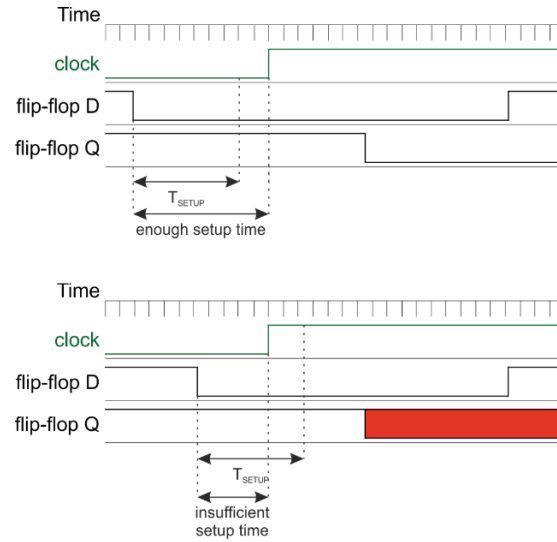 Time
clock
flip-flop D
flip-flop Q
TSETUP
enough setup time
Time
clock
flip-flop D
flip-flop Q
TSETUP
insufficient
setup time